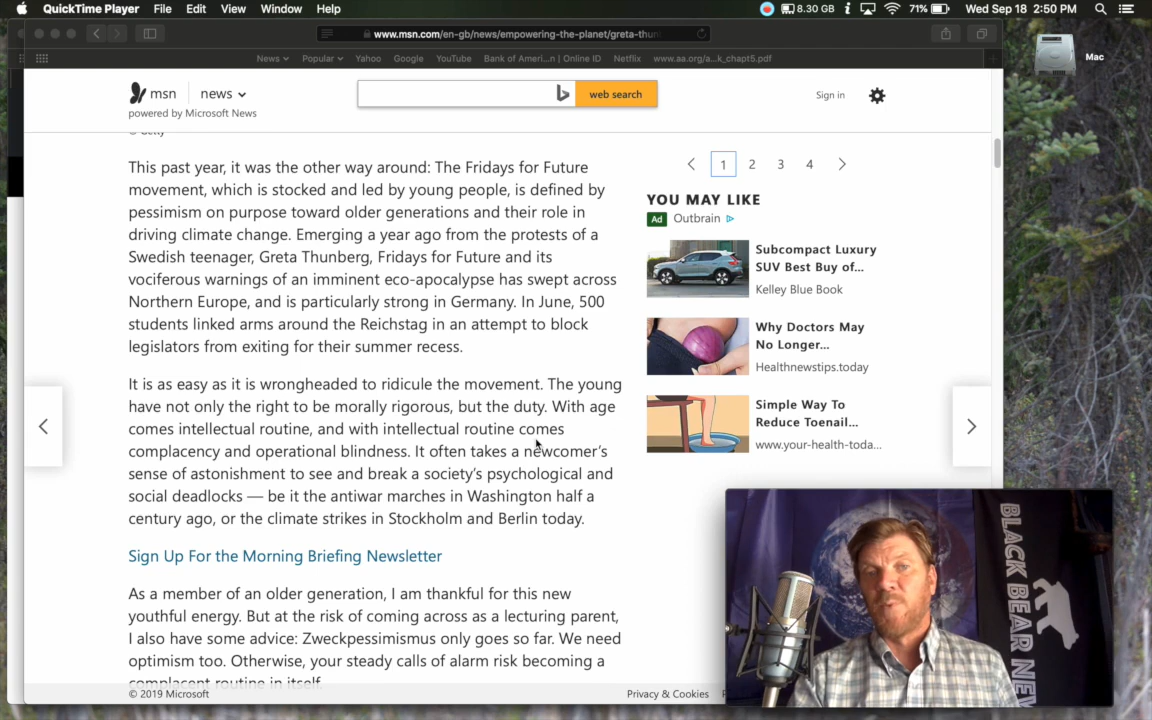 QuickTime Player File Edit View Window Help 8.30 GB 71% Wed Sep 18 2:50 PM
www.msn.com/en-gb/news/empowering-the-planet/greta-thun
News Popular Yahoo Google YouTube Bank of Ameri...n | Online ID Netflix www.aa.org/a...k_chapt5.pdf
Mac
msn news
powered by Microsoft News
web search
Sign in
© Getty
This past year, it was the other way around: The Fridays for Future
movement, which is stocked and led by young people, is defined by
pessimism on purpose toward older generations and their role in
driving climate change. Emerging a year ago from the protests of a
Swedish teenager, Greta Thunberg, Fridays for Future and its
vociferous warnings of an imminent eco-apocalypse has swept across
Northern Europe, and is particularly strong in Germany. In June, 500
students linked arms around the Reichstag in an attempt to block
legislators from exiting for their summer recess.
It is as easy as it is wrongheaded to ridicule the movement. The young
have not only the right to be morally rigorous, but the duty. With age
comes intellectual routine, and with intellectual routine comes
complacency and operational blindness. It often takes a newcomer's
sense of astonishment to see and break a society's psychological and
social deadlocks — be it the antiwar marches in Washington half a
century ago, or the climate strikes in Stockholm and Berlin today.
Sign Up For the Morning Briefing Newsletter
As a member of an older generation, I am thankful for this new
youthful energy. But at the risk of coming across as a lecturing parent,
I also have some advice: Zweckpessimismus only goes so far. We need
optimism too. Otherwise, your steady calls of alarm risk becoming a
complacent routine in itself.
1 2 3 4
YOU MAY LIKE
Ad Outbrain
Subcompact Luxury
SUV Best Buy of...
Kelley Blue Book
Why Doctors May
No Longer...
Healthnewstips.today
Simple Way To
Reduce Toenail...
www.your-health-toda...
BLACK BEAR NEW
© 2019 Microsoft
Privacy & Cookies